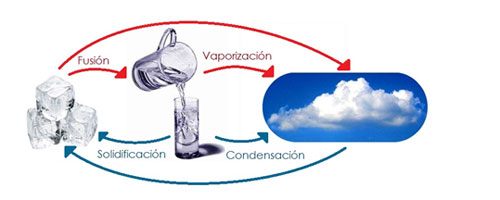 Fusión
Vaporización
Solidificación
Condensación